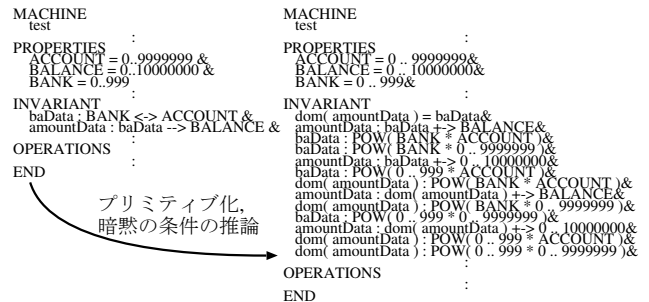 MACHINE
test
:
PROPERTIES
ACCOUNT = 0..9999999 &
BALANCE = 0..10000000 &
BANK = 0..999
:
INVARIANT
baData : BANK <-> ACCOUNT &
amountData : baData --> BALANCE &
:
OPERATIONS
:
END
プリミティブ化,
暗黙の条件の推論
MACHINE
test
:
PROPERTIES
ACCOUNT = 0 .. 9999999&
BALANCE = 0 .. 10000000&
BANK = 0 .. 999&
:
INVARIANT
dom( amountData ) = baData&
amountData : baData +-> BALANCE&
baData : POW( BANK * ACCOUNT )&
baData : POW( BANK * 0 .. 9999999 )&
amountData : baData +-> 0 .. 10000000&
baData : POW( 0 .. 999 * ACCOUNT )&
dom( amountData ) : POW( BANK * ACCOUNT )&
amountData : dom( amountData ) +-> BALANCE&
dom( amountData ) : POW( BANK * 0 .. 9999999 )&
baData : POW( 0 .. 999 * 0 .. 9999999 )&
amountData : dom( amountData ) +-> 0 .. 10000000&
dom( amountData ) : POW( 0 .. 999 * ACCOUNT )&
dom( amountData ) : POW( 0 .. 999 * 0 .. 9999999 )&
:
OPERATIONS
:
END